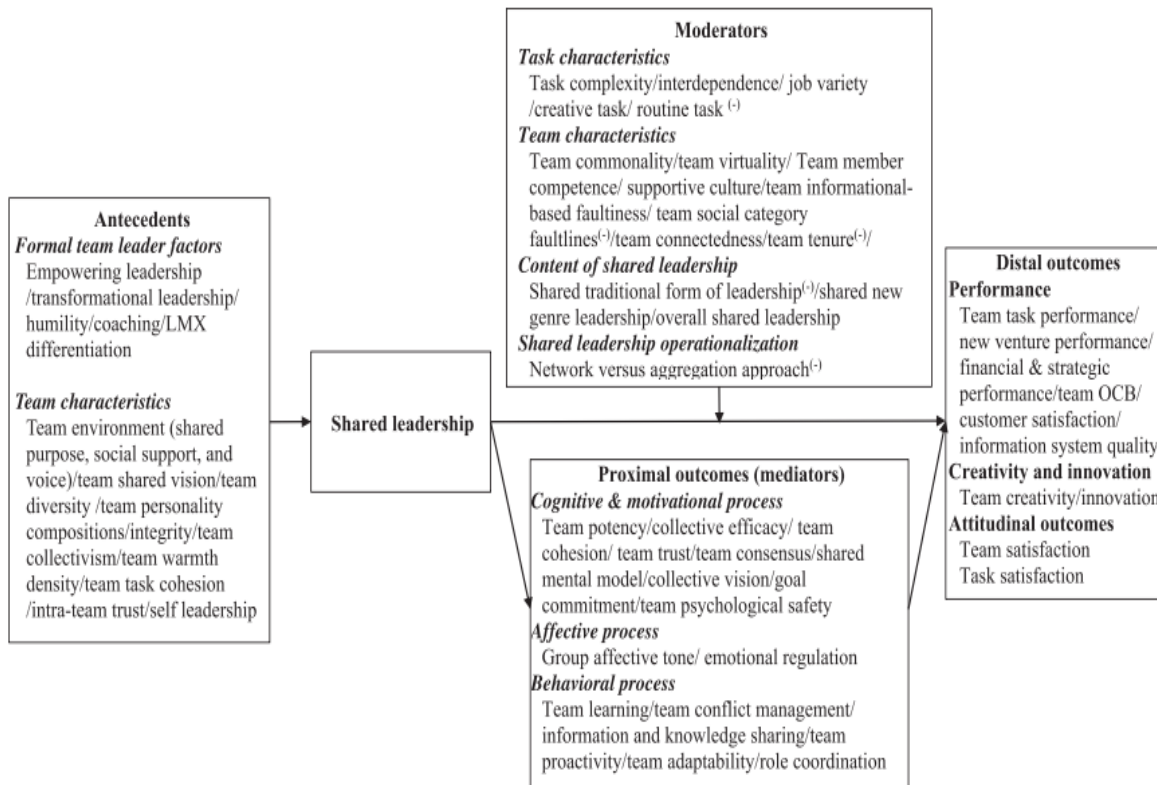 Antecedents
Formal team leader factors
Empowering leadership
/transformational leadership/
humility/coaching/LMX
differentiation
Team characteristics
Team environment (shared
purpose, social support, and
voice)/team shared vision/team
diversity /team personality
compositions/integrity/team
collectivism/team warmth
density/team task cohesion
/intra-team trust/self leadership
Shared leadership
Moderators
Task characteristics
Task complexity/interdependence/ job variety
/creative task/ routine task (-)
Team characteristics
Team commonality/team virtuality/ Team member
competence/ supportive culture/team informational-
based faultiness/ team social category
faultlines(-)/team connectedness/team tenure(-)/
Content of shared leadership
Shared traditional form of leadership(-)/shared new
genre leadership/overall shared leadership
Shared leadership operationalization
Network versus aggregation approach(-)
Proximal outcomes (mediators)
Cognitive & motivational process
Team potency/collective efficacy/ team
cohesion/ team trust/team consensus/shared
mental model/collective vision/goal
commitment/team psychological safety
Affective process
Group affective tone/ emotional regulation
Behavioral process
Team learning/team conflict management/
information and knowledge sharing/team
proactivity/team adaptability/role coordination
Distal outcomes
Performance
Team task performance/
new venture performance/
financial & strategic
performance/team OCB/
customer satisfaction/
information system quality
Creativity and innovation
Team creativity/innovation
Attitudinal outcomes
Team satisfaction
Task satisfaction